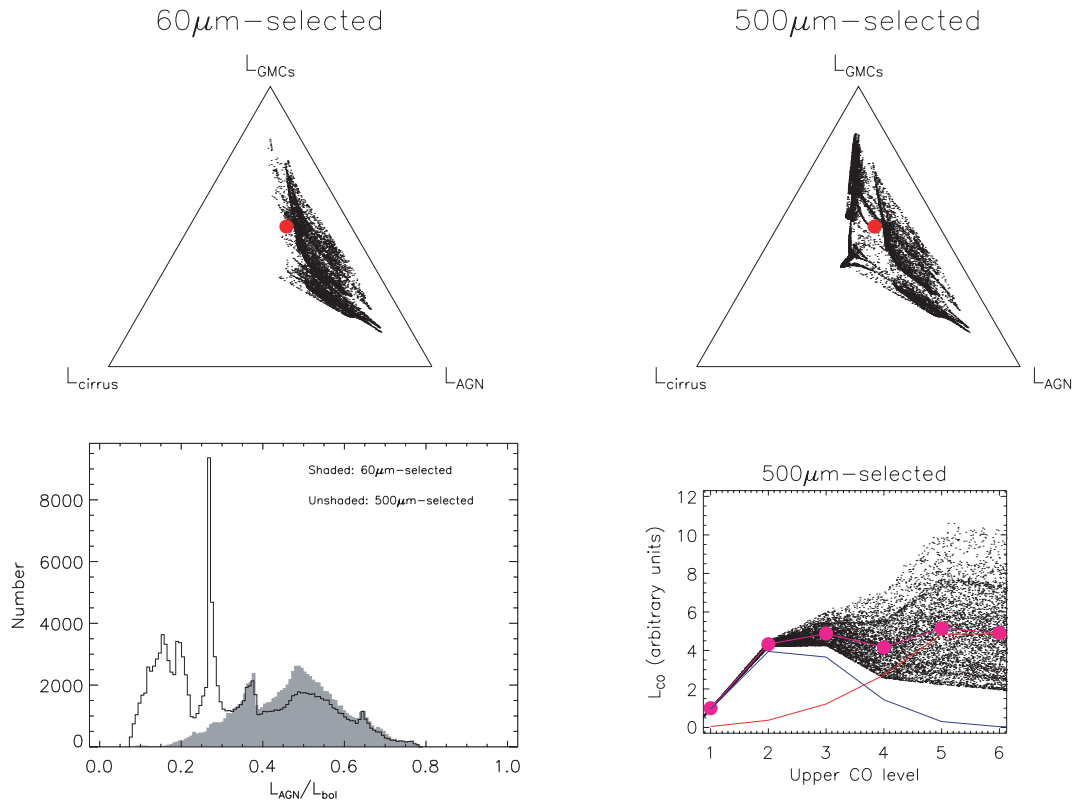 60μm−selected
500μm−selected
L_GMCs
L_GMCs
L_cirrus
L_AGN
L_cirrus
L_AGN
8000
6000
4000
2000
0
Number
Shaded: 60μm−selected
Unshaded: 500μm−selected
0.0 0.2 0.4 0.6 0.8 1.0
L_AGN/L_bol
500μm−selected
12
10
8
6
4
2
0
L_CO (arbitrary units)
1 2 3 4 5 6
Upper CO level